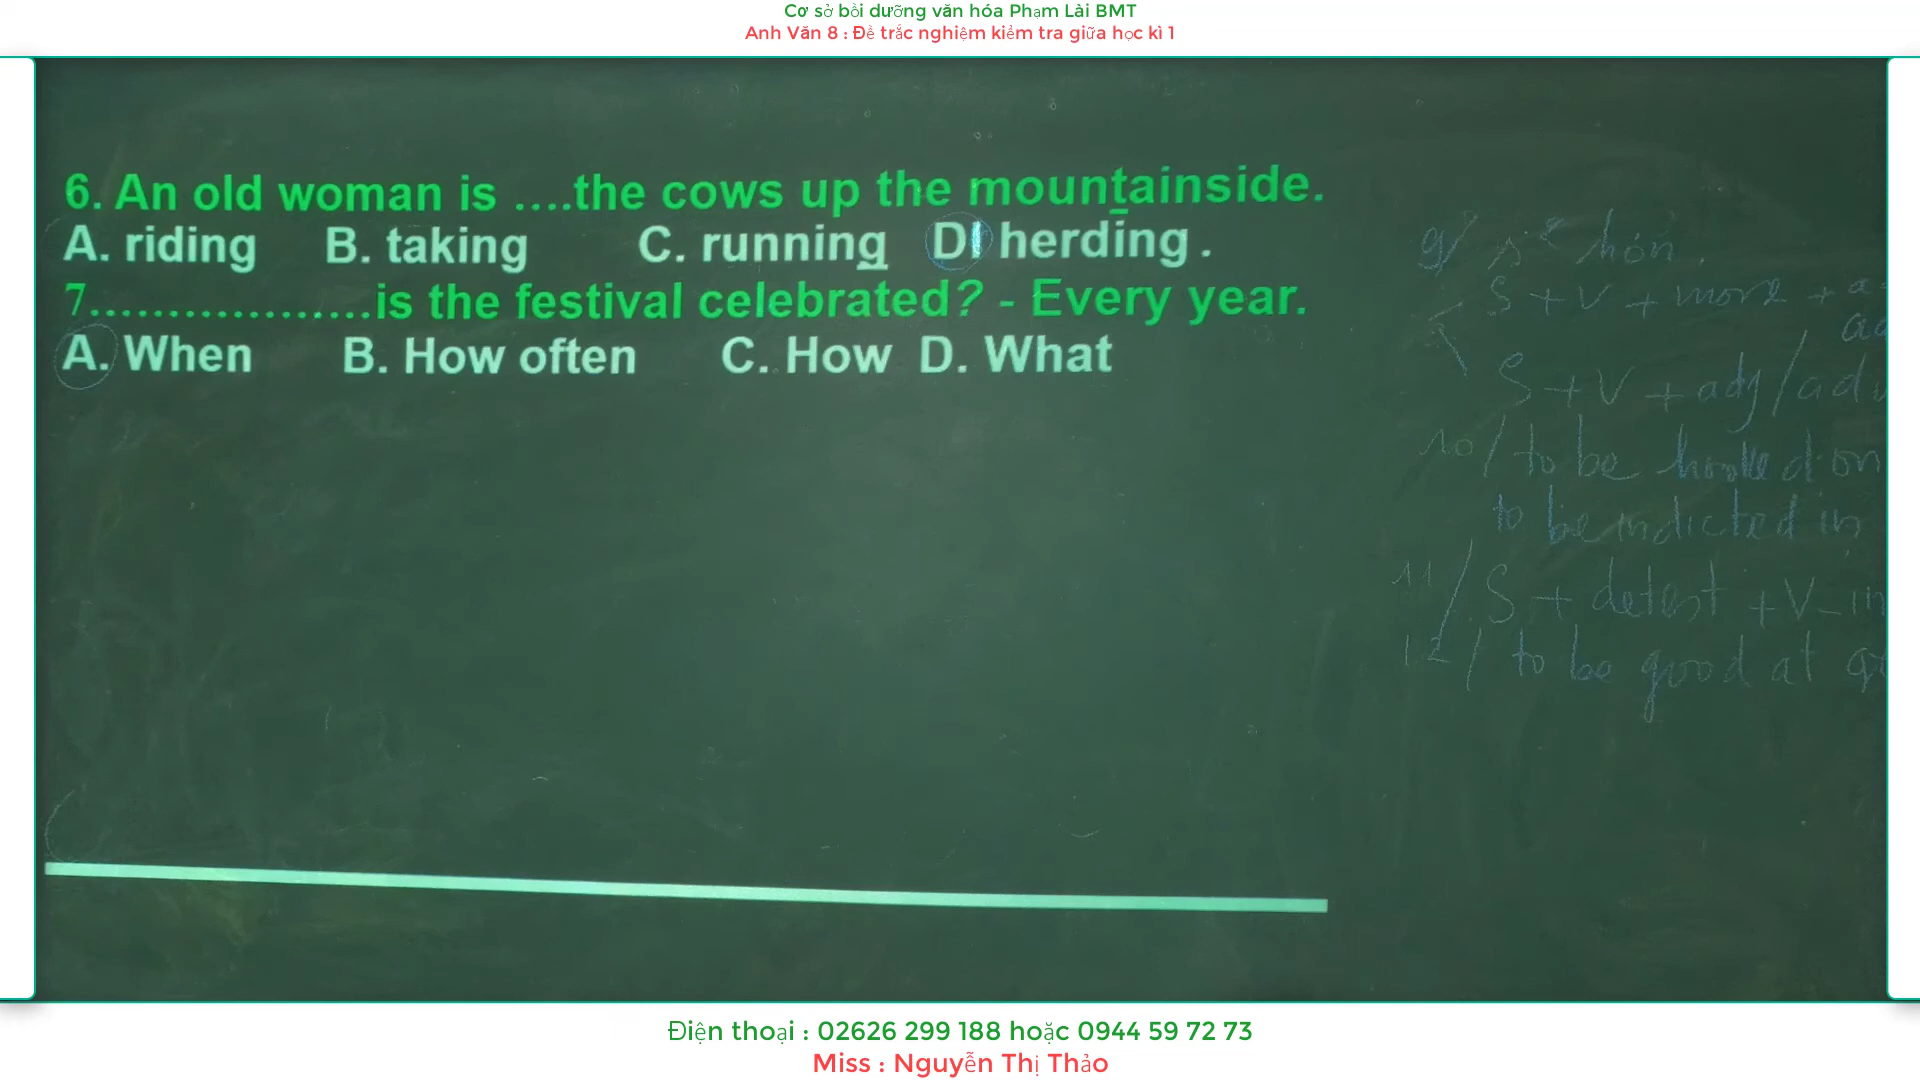 Cơ sở bồi dưỡng văn hóa Phạm Lài BMT
Anh Văn 8 : Đề trắc nghiệm kiểm tra giữa học kì 1
6. An old woman is ....the cows up the mountainside.
A. riding B. taking C. running D. herding .
7...................is the festival celebrated? - Every year.
A. When B. How often C. How D. What
9/ s² hơn.
S + V + more + a
S + V + adj/adv
10/ to be hooked on
to be in
11/ S + detest + V-in
12/ to be good at
Điện thoại : 02626 299 188 hoặc 0944 59 72 73
Miss : Nguyễn Thị Thảo